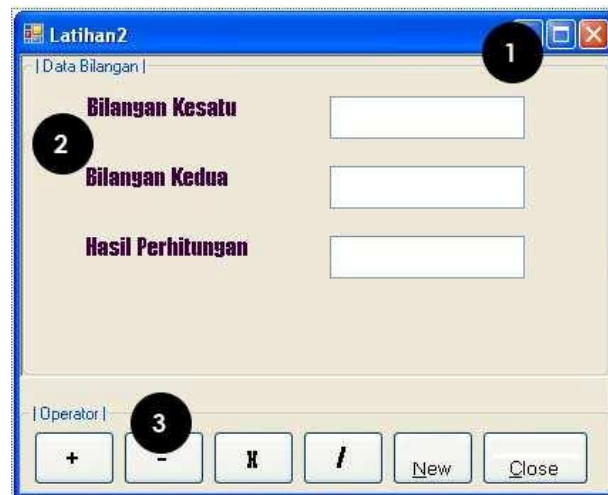 Latihan2
1
| Data Bilangan |
Bilangan Kesatu
2
Bilangan Kedua
Hasil Perhitungan
| Operator |
3
+ - X / New Close